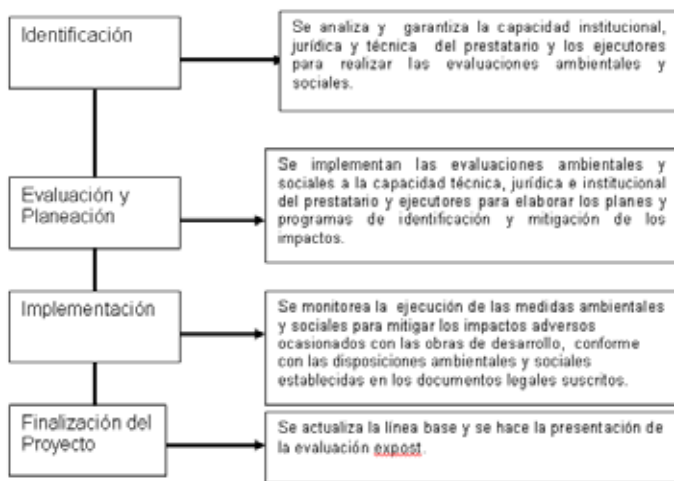 Identificación
Se analiza y garantiza la capacidad institucional,
jurídica y técnica del prestatario y los ejecutores
para realizar las evaluaciones ambientales y
sociales.
Evaluación y
Planeación
Se implementan las evaluaciones ambientales y
sociales a la capacidad técnica, jurídica e institucional
del prestatario y ejecutores para elaborar los planes y
programas de identificación y mitigación de los
impactos.
Implementación
Se monitorea la ejecución de las medidas ambientales
y sociales para mitigar los impactos adversos
ocasionados con las obras de desarrollo, conforme
con las disposiciones ambientales y sociales
establecidas en los documentos legales suscritos.
Finalización del
Proyecto
Se actualiza la línea base y se hace la presentación de
la evaluación expost.